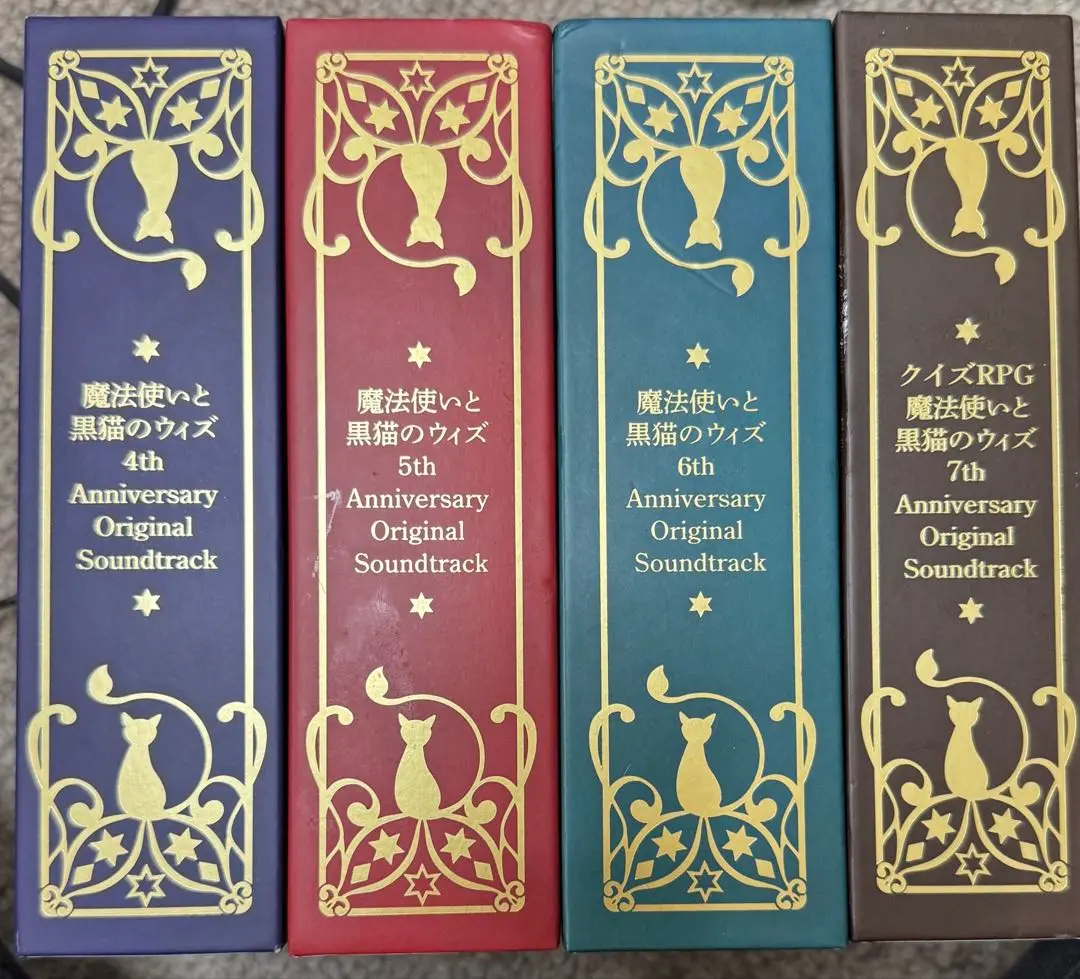 魔法使いと
黒猫のウィズ
4th
Anniversary
Original
Soundtrack
魔法使いと
黒猫のウィズ
5th
Anniversary
Original
Soundtrack
魔法使いと
黒猫のウィズ
6th
Anniversary
Original
Soundtrack
クイズRPG
魔法使いと
黒猫のウィズ
7th
Anniversary
Original
Soundtrack